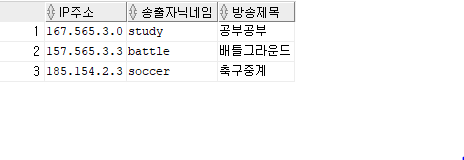 IP주소 송출자닉네임 방송제목
1 167.565.3.0 study 공부공부
2 157.565.3.3 battle 배틀그라운드
3 185.154.2.3 soccer 축구중계